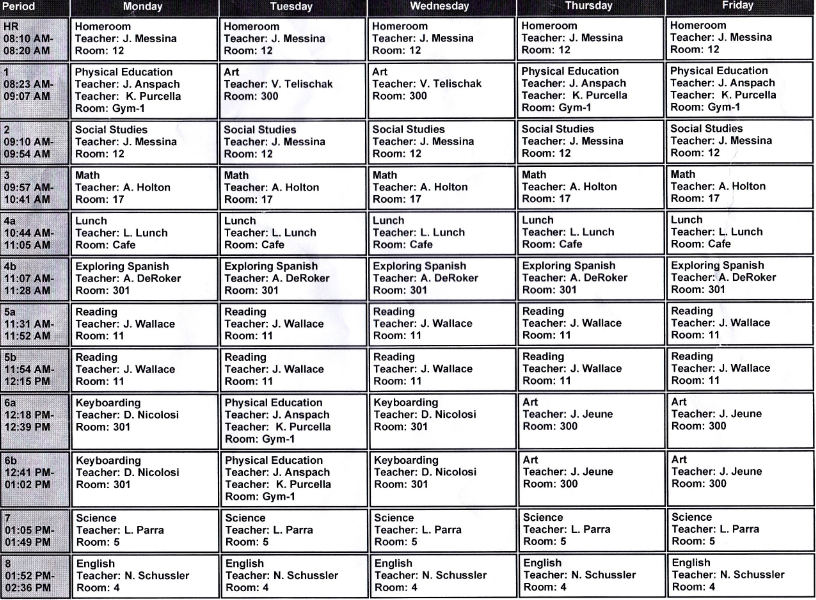 Period Monday Tuesday Wednesday Thursday Friday
HR Homeroom Homeroom Homeroom Homeroom Homeroom
08:10 AM- Teacher: J. Messina Teacher: J. Messina Teacher: J. Messina Teacher: J. Messina Teacher: J. Messina
08:20 AM Room: 12 Room: 12 Room: 12 Room: 12 Room: 12
1 Physical Education Art Art Physical Education Physical Education
08:23 AM- Teacher: J. Anspach Teacher: V. Telischak Teacher: V. Telischak Teacher: J. Anspach Teacher: J. Anspach
09:07 AM Teacher: K. Purcella Room: 300 Room: 300 Teacher: K. Purcella Teacher: K. Purcella
Room: Gym-1 Room: Gym-1 Room: Gym-1
2 Social Studies Social Studies Social Studies Social Studies Social Studies
09:10 AM- Teacher: J. Messina Teacher: J. Messina Teacher: J. Messina Teacher: J. Messina Teacher: J. Messina
09:54 AM Room: 12 Room: 12 Room: 12 Room: 12 Room: 12
3 Math Math Math Math Math
09:57 AM- Teacher: A. Holton Teacher: A. Holton Teacher: A. Holton Teacher: A. Holton Teacher: A. Holton
10:41 AM Room: 17 Room: 17 Room: 17 Room: 17 Room: 17
4a Lunch Lunch Lunch Lunch Lunch
10:44 AM- Teacher: L. Lunch Teacher: L. Lunch Teacher: L. Lunch Teacher: L. Lunch Teacher: L. Lunch
11:05 AM Room: Cafe Room: Cafe Room: Cafe Room: Cafe Room: Cafe
4b Exploring Spanish Exploring Spanish Exploring Spanish Exploring Spanish Exploring Spanish
11:07 AM- Teacher: A. DeRoker Teacher: A. DeRoker Teacher: A. DeRoker Teacher: A. DeRoker Teacher: A. DeRoker
11:28 AM Room: 301 Room: 301 Room: 301 Room: 301 Room: 301
5a Reading Reading Reading Reading Reading
11:31 AM- Teacher: J. Wallace Teacher: J. Wallace Teacher: J. Wallace Teacher: J. Wallace Teacher: J. Wallace
11:52 AM Room: 11 Room: 11 Room: 11 Room: 11 Room: 11
5b Reading Reading Reading Reading Reading
11:54 AM- Teacher: J. Wallace Teacher: J. Wallace Teacher: J. Wallace Teacher: J. Wallace Teacher: J. Wallace
12:15 PM Room: 11 Room: 11 Room: 11 Room: 11 Room: 11
6a Keyboarding Physical Education Keyboarding Art Art
12:18 PM- Teacher: D. Nicolosi Teacher: J. Anspach Teacher: D. Nicolosi Teacher: J. Jeune Teacher: J. Jeune
12:39 PM Room: 301 Teacher: K. Purcella Room: 301 Room: 300 Room: 300
Room: Gym-1
6b Keyboarding Physical Education Keyboarding Art Art
12:41 PM- Teacher: D. Nicolosi Teacher: J. Anspach Teacher: D. Nicolosi Teacher: J. Jeune Teacher: J. Jeune
01:02 PM Room: 301 Teacher: K. Purcella Room: 301 Room: 300 Room: 300
Room: Gym-1
7 Science Science Science Science Science
01:05 PM- Teacher: L. Parra Teacher: L. Parra Teacher: L. Parra Teacher: L. Parra Teacher: L. Parra
01:49 PM Room: 5 Room: 5 Room: 5 Room: 5 Room: 5
8 English English English English English
01:52 PM- Teacher: N. Schussler Teacher: N. Schussler Teacher: N. Schussler Teacher: N. Schussler Teacher: N. Schussler
02:36 PM Room: 4 Room: 4 Room: 4 Room: 4 Room: 4